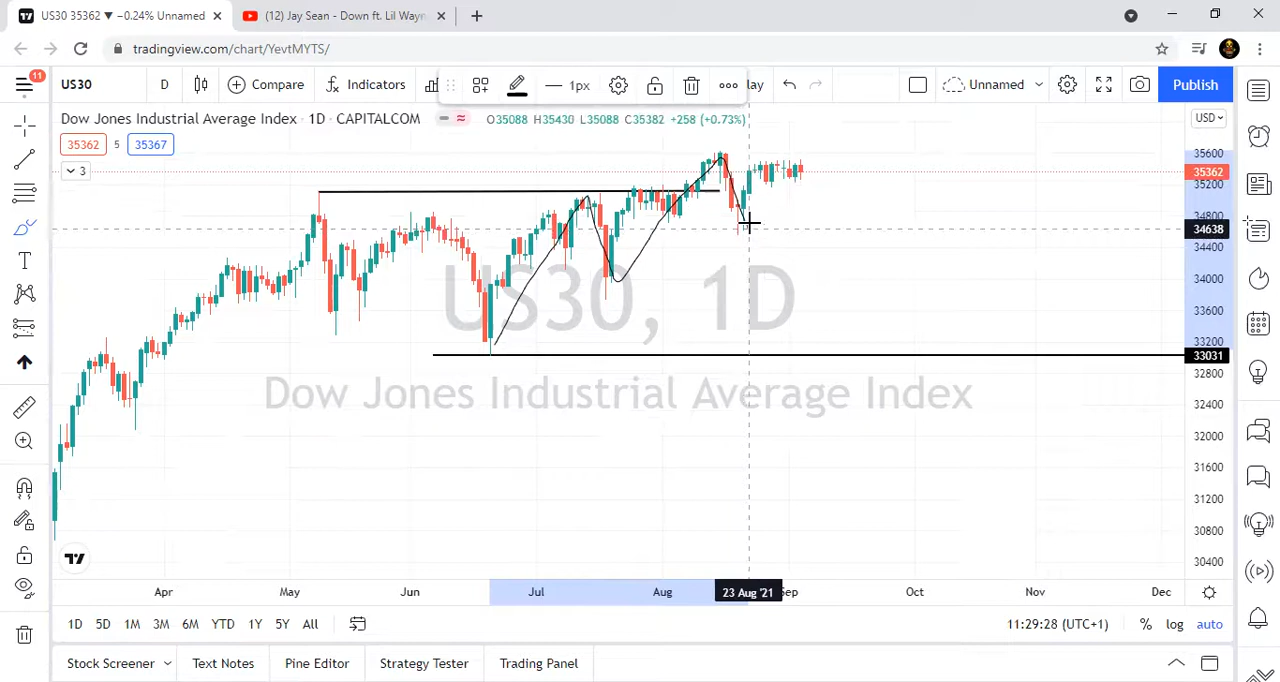 US30 35362 ▼ −0.24% Unnamed
(12) Jay Sean - Down ft. Lil Wayn
tradingview.com/chart/YevtMYTS/
11
US30 D Compare Indicators 1px lay Unnamed Publish
Dow Jones Industrial Average Index · 1D · CAPITALCOM O35088 H35430 L35088 C35382 +258 (+0.73%) USD
35362 5 35367
3
US30, 1D
Dow Jones Industrial Average Index
35600
35362
35200
34800
34638
34400
34000
33600
33200
33031
32800
32400
32000
31600
31200
30800
30400
Apr May Jun Jul Aug 23 Aug '21 Sep Oct Nov Dec
1D 5D 1M 3M 6M YTD 1Y 5Y All 11:29:28 (UTC+1) % log auto
Stock Screener Text Notes Pine Editor Strategy Tester Trading Panel